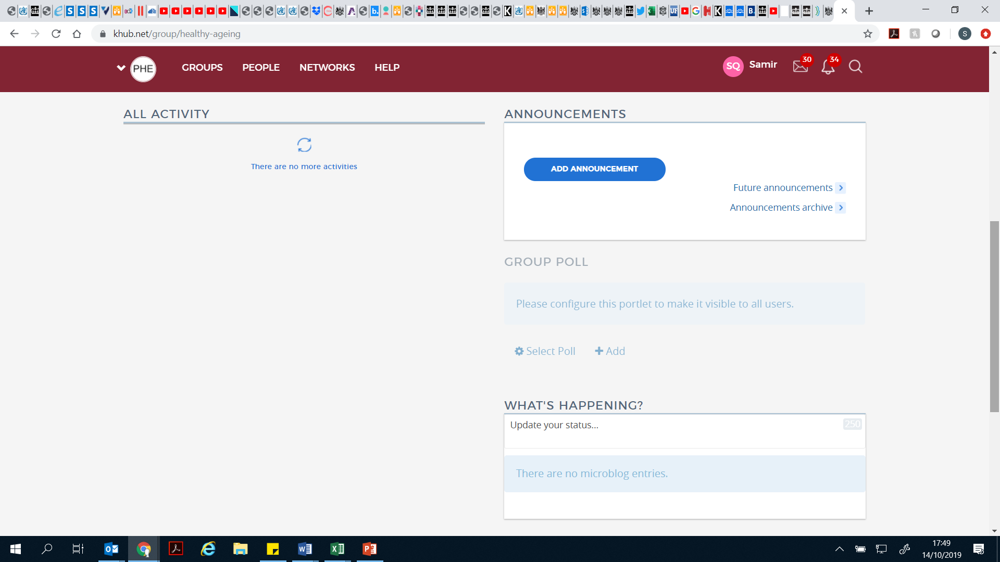 khub.net/group/healthy-ageing
S
PHE
GROUPS
PEOPLE
NETWORKS
HELP
SQ
Samir
30
34
ALL ACTIVITY
There are no more activities
ANNOUNCEMENTS
ADD ANNOUNCEMENT
Future announcements
Announcements archive
GROUP POLL
Please configure this portlet to make it visible to all users.
Select Poll
Add
WHAT'S HAPPENING?
Update your status...
250
There are no microblog entries.
17:49
14/10/2019